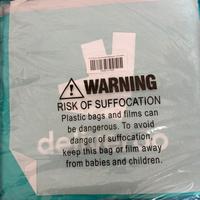 WARNING
RISK OF SUFFOCATION
Plastic bags and films can
be dangerous. To avoid
danger of suffocation,
keep this bag or film away
from babies and children.